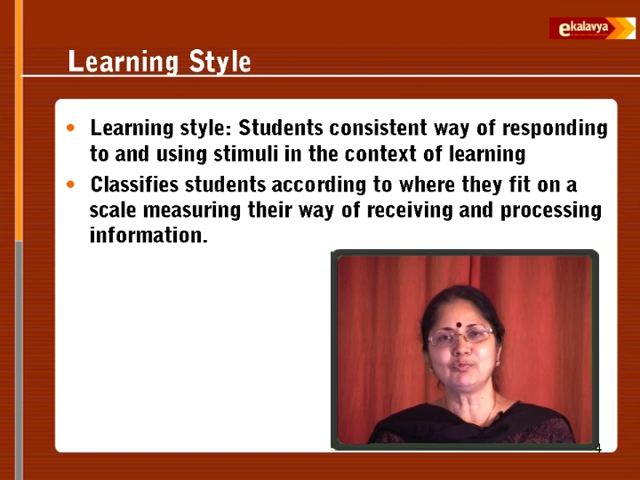 ekalavya
Learning Style
• Learning style: Students consistent way of responding
to and using stimuli in the context of learning
• Classifies students according to where they fit on a
scale measuring their way of receiving and processing
information.
4